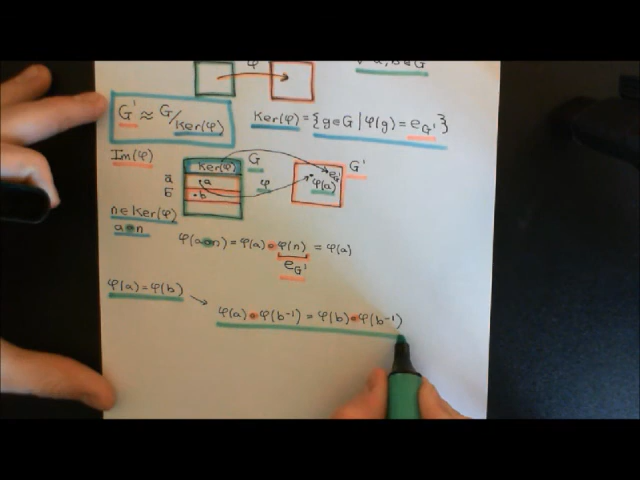 φ
∀ a,b∈G
G' ≈ G/ker(φ)
ker(φ) = {g∈G | φ(g) = e_G'}
Im(φ)
ker(φ)
G
G'
e_G'
ā
a
φ
φ(a)
b̄
b
n∈ker(φ)
a∘n
φ(a∘n) = φ(a)∘φ(n) = φ(a)
e_G'
φ(a) = φ(b)
φ(a)∘φ(b⁻¹) = φ(b)∘φ(b⁻¹)